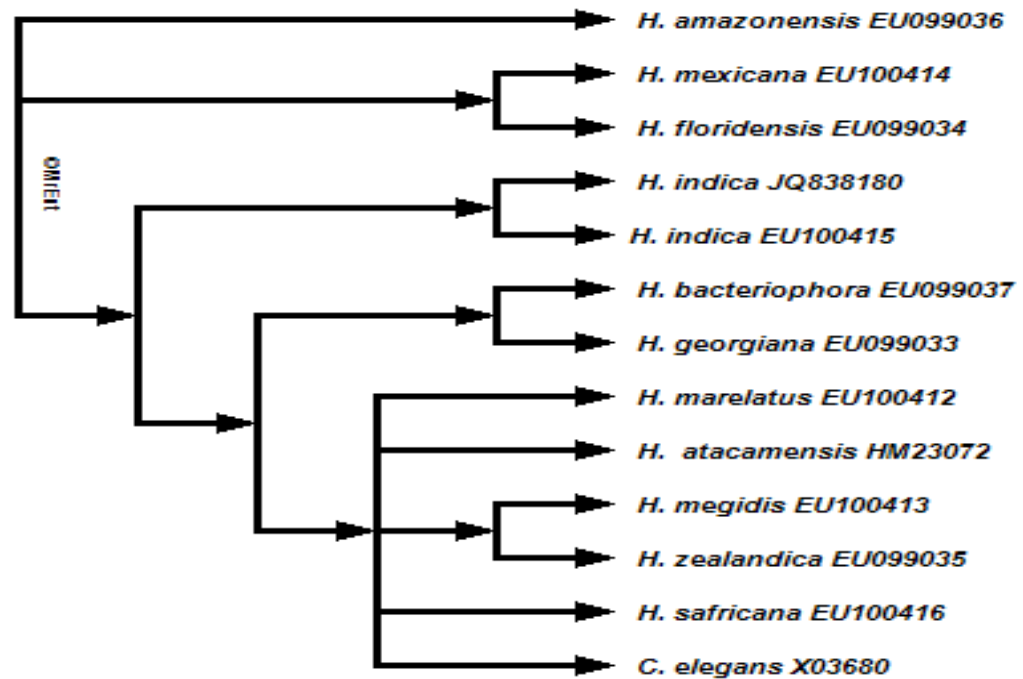 H. amazonensis EU099036
H. mexicana EU100414
H. floridensis EU099034
©MrEnt
H. indica JQ838180
H. indica EU100415
H. bacteriophora EU099037
H. georgiana EU099033
H. marelatus EU100412
H. atacamensis HM23072
H. megidis EU100413
H. zealandica EU099035
H. safricana EU100416
C. elegans X03680